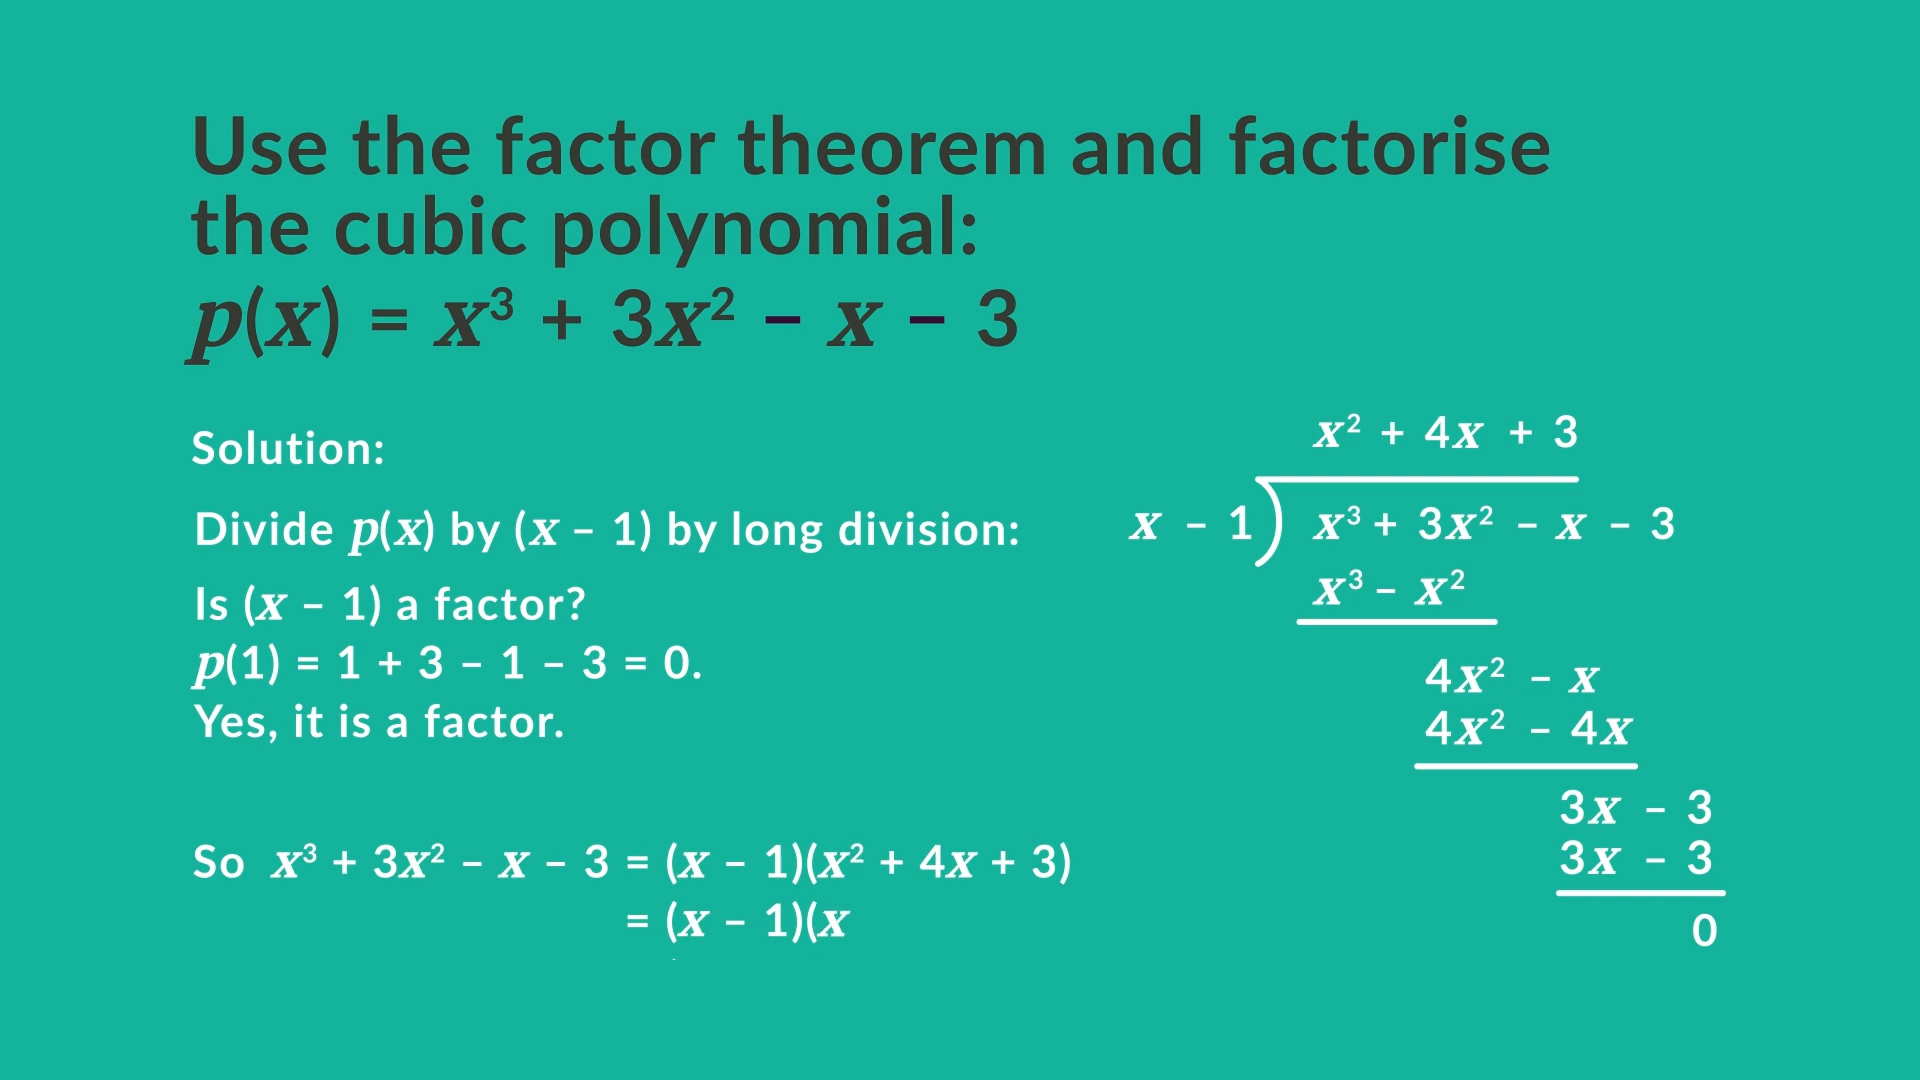 Use the factor theorem and factorise
the cubic polynomial:
p(x) = x³ + 3x² – x – 3
Solution:
Divide p(x) by (x – 1) by long division:
Is (x – 1) a factor?
p(1) = 1 + 3 – 1 – 3 = 0.
Yes, it is a factor.
So x³ + 3x² – x – 3 = (x – 1)(x² + 4x + 3)
= (x – 1)(x
x² + 4x + 3
x – 1) x³ + 3x² – x – 3
x³ – x²
4x² – x
4x² – 4x
3x – 3
3x – 3
0